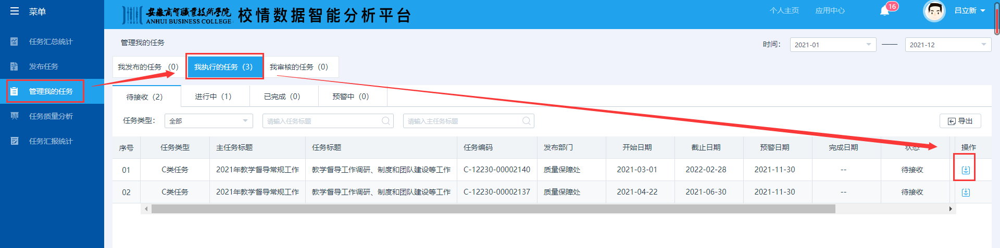 菜单
安徽商贸职业技术学院
ANHUI BUSINESS COLLEGE
校情数据智能分析平台
个人主页 应用中心 16 吕立新
任务汇总统计
发布任务
管理我的任务
任务质量分析
任务汇报统计
管理我的任务
时间: 2021-01 2021-12
我发布的任务 (0) 我执行的任务 (3) 我审核的任务 (0)
待接收 (2) 进行中 (1) 已完成 (0) 预警中 (0)
任务类型: 全部 请输入任务标题 请输入主任务标题 导出
序号 任务类型 主任务标题 任务标题 任务编码 发布部门 开始日期 截止日期 预警日期 完成日期 状态 操作
01 C类任务 2021年教学督导常规工作 教学督导工作调研、制度和团队建设等工作 C-12230-00002140 质量保障处 2021-03-01 2022-02-28 2021-11-30 -- 待接收
02 C类任务 2021年教学督导常规工作 教学督导工作调研、制度和团队建设等工作 C-12230-00002137 质量保障处 2021-04-22 2021-06-30 2021-11-30 -- 待接收